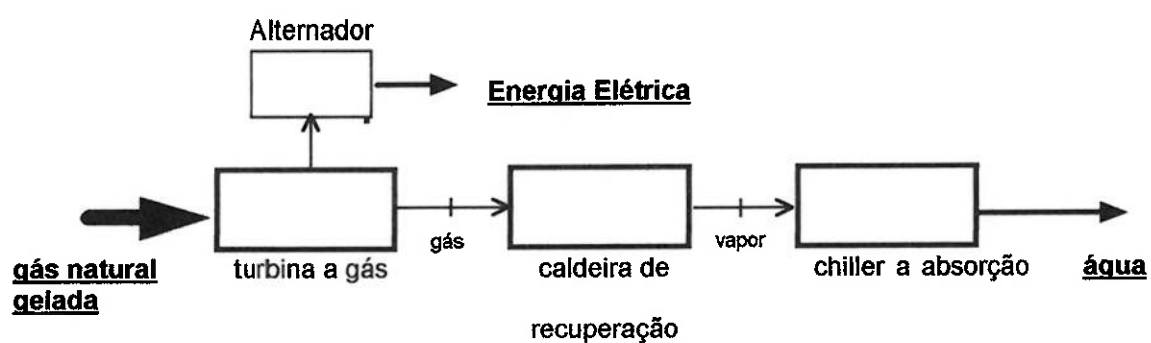 Alternador
Energia Elétrica
gás
vapor
gás natural
turbina a gás
caldeira de
chiller a absorção
água
gelada
recuperação